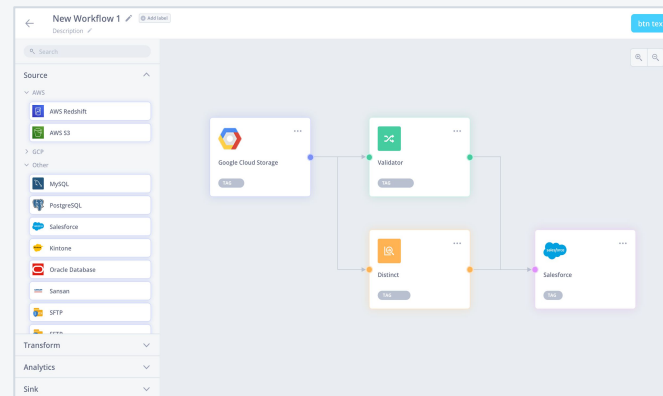 New Workflow 1
Add label
Description
btn tex
Search
Source
AWS
AWS Redshift
AWS S3
GCP
Other
MySQL
PostgreSQL
Salesforce
Kintone
Oracle Database
Sansan
SFTP
Transform
Analytics
Sink
Google Cloud Storage
TAG
Validator
TAG
Distinct
TAG
salesforce
Salesforce
TAG